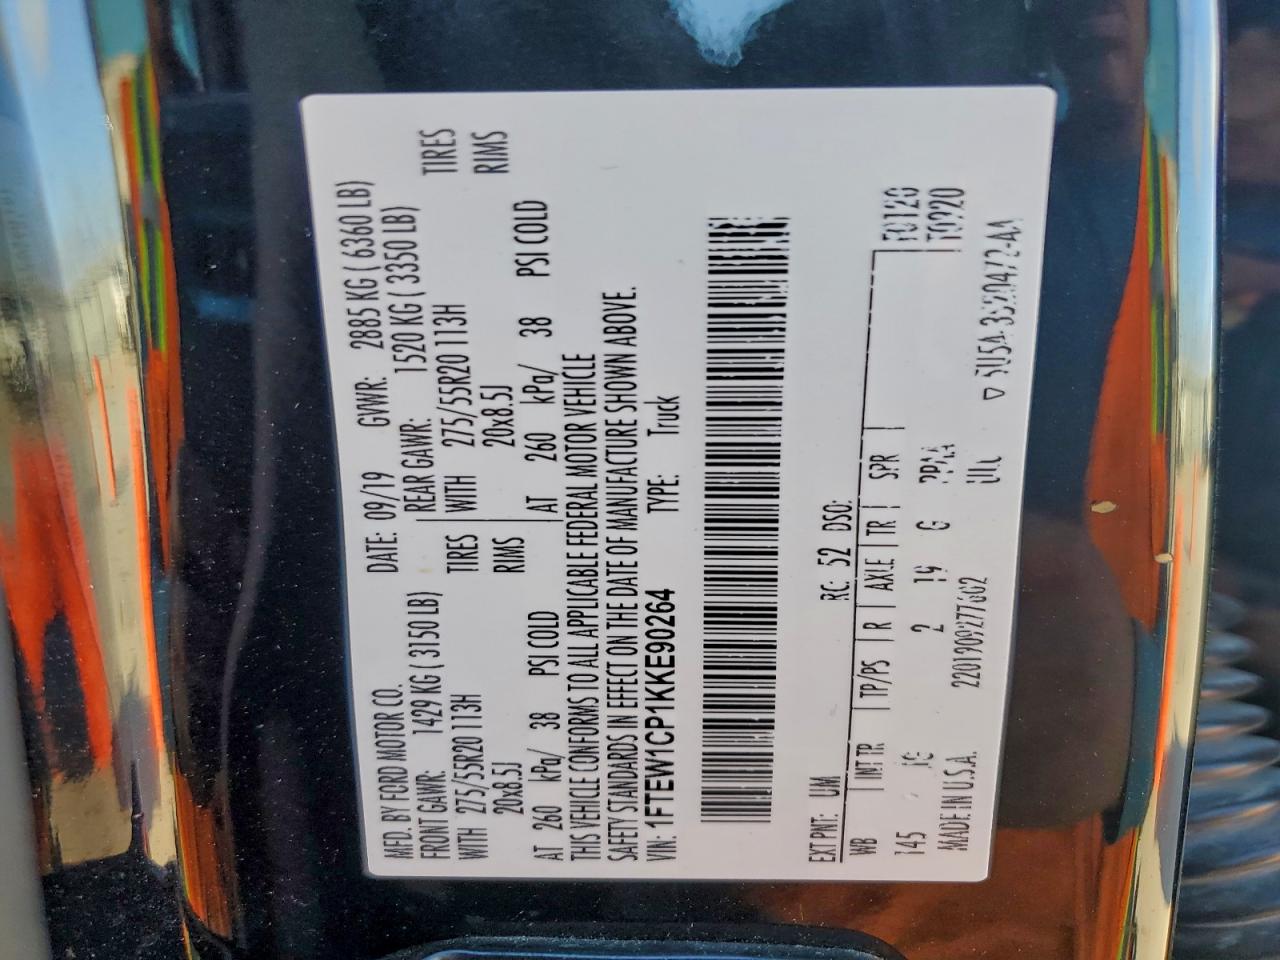 MFD. BY FORD MOTOR CO. DATE: 09/19 GVWR: 2885 KG ( 6360 LB)
FRONT GAWR: 1429 KG ( 3150 LB) REAR GAWR: 1520 KG ( 3350 LB)
WITH 275/55R20 113H TIRES WITH 275/55R20 113H TIRES
20x8.5J RIMS 20x8.5J RIMS
AT 260 kPa/ 38 PSI COLD AT 260 kPa/ 38 PSI COLD
THIS VEHICLE CONFORMS TO ALL APPLICABLE FEDERAL MOTOR VEHICLE
SAFETY STANDARDS IN EFFECT ON THE DATE OF MANUFACTURE SHOWN ABOVE.
VIN: 1FTEW1CP1KKE90264 TYPE: Truck
EXT PNT: UM RC: 52 DSO:
WB INT TR TP/PS R AXLE TR SPR
145 2 19 G T0220
MADE IN U.S.A.